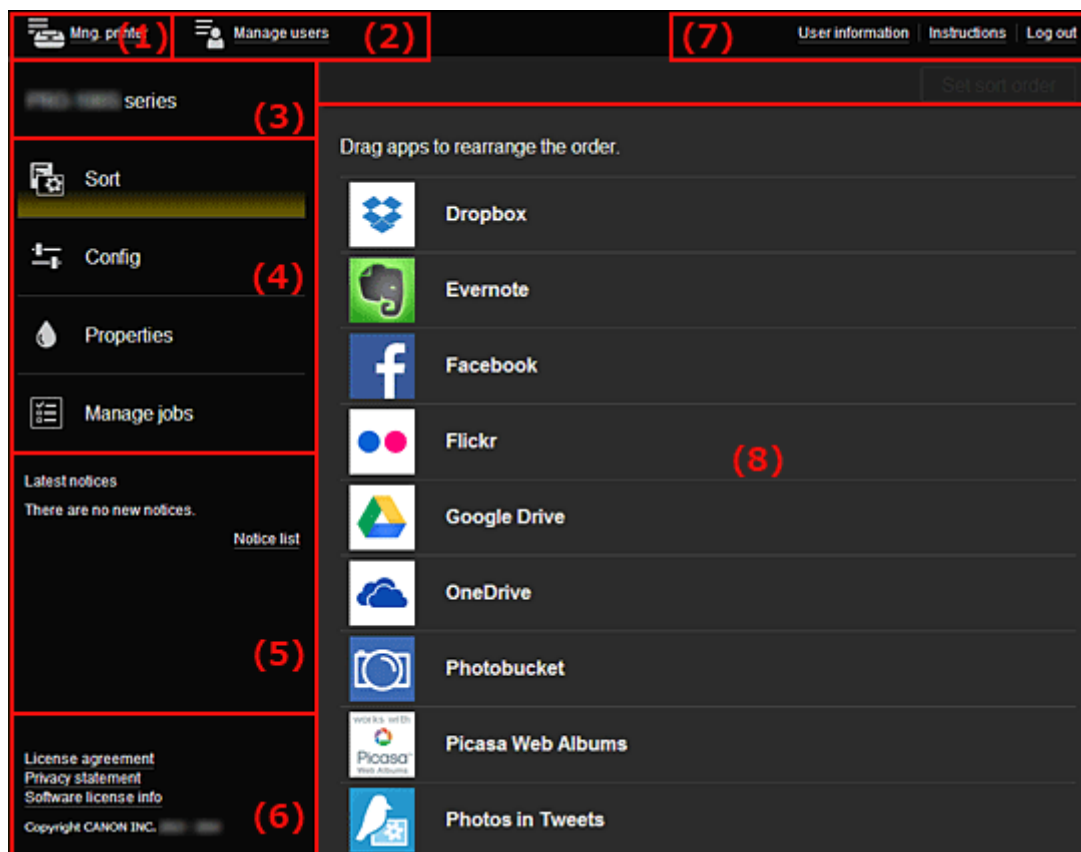 Mng. printer
(1)
Manage users
(2)
(7)
User information
Instructions
Log out
series
(3)
Set sort order
Sort
Config
(4)
Properties
Manage jobs
Latest notices
There are no new notices.
Notice list
(5)
License agreement
Privacy statement
Software license info
Copyright CANON INC.
(6)
Drag apps to rearrange the order.
Dropbox
Evernote
Facebook
Flickr
(8)
Google Drive
OneDrive
Photobucket
works with
Picasa
Web Albums
Picasa Web Albums
Photos in Tweets